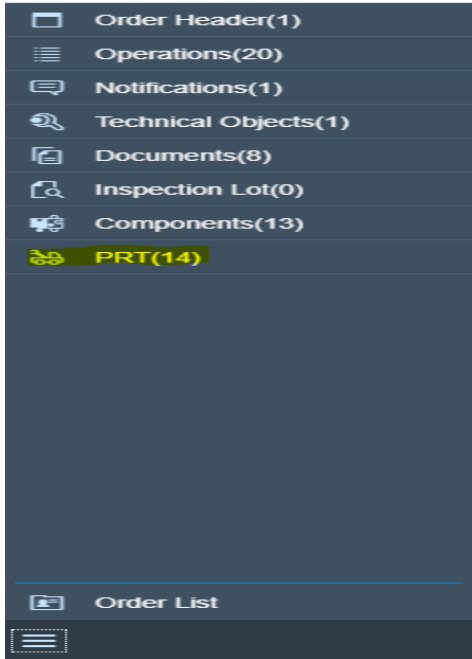 Order Header(1)
Operations(20)
Notifications(1)
Technical Objects(1)
Documents(8)
Inspection Lot(0)
Components(13)
PRT(14)
Order List